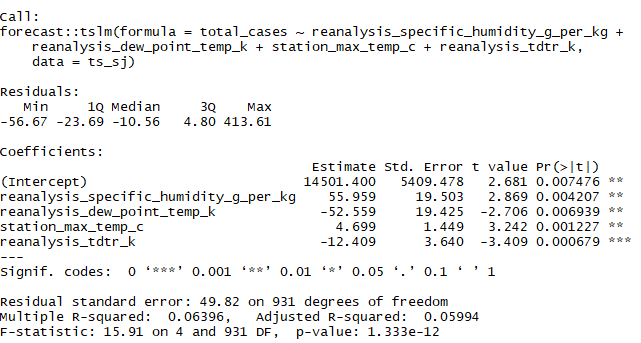 Call:
forecast::tslm(formula = total_cases ~ reanalysis_specific_humidity_g_per_kg +
    reanalysis_dew_point_temp_k + station_max_temp_c + reanalysis_tdtr_k,
    data = ts_sj)

Residuals:
   Min     1Q Median     3Q    Max
-56.67 -23.69 -10.56   4.80 413.61

Coefficients:
                                       Estimate Std. Error t value Pr(>|t|)
(Intercept)                           14501.400   5409.478   2.681 0.007476 **
reanalysis_specific_humidity_g_per_kg    55.959     19.503   2.869 0.004207 **
reanalysis_dew_point_temp_k             -52.559     19.425  -2.706 0.006939 **
station_max_temp_c                        4.699      1.449   3.242 0.001227 **
reanalysis_tdtr_k                       -12.409      3.640  -3.409 0.000679 ***
---
Signif. codes:  0 ‘***’ 0.001 ‘**’ 0.01 ‘*’ 0.05 ‘.’ 0.1 ‘ ’ 1

Residual standard error: 49.82 on 931 degrees of freedom
Multiple R-squared:  0.06396,	Adjusted R-squared:  0.05994
F-statistic: 15.91 on 4 and 931 DF,  p-value: 1.333e-12